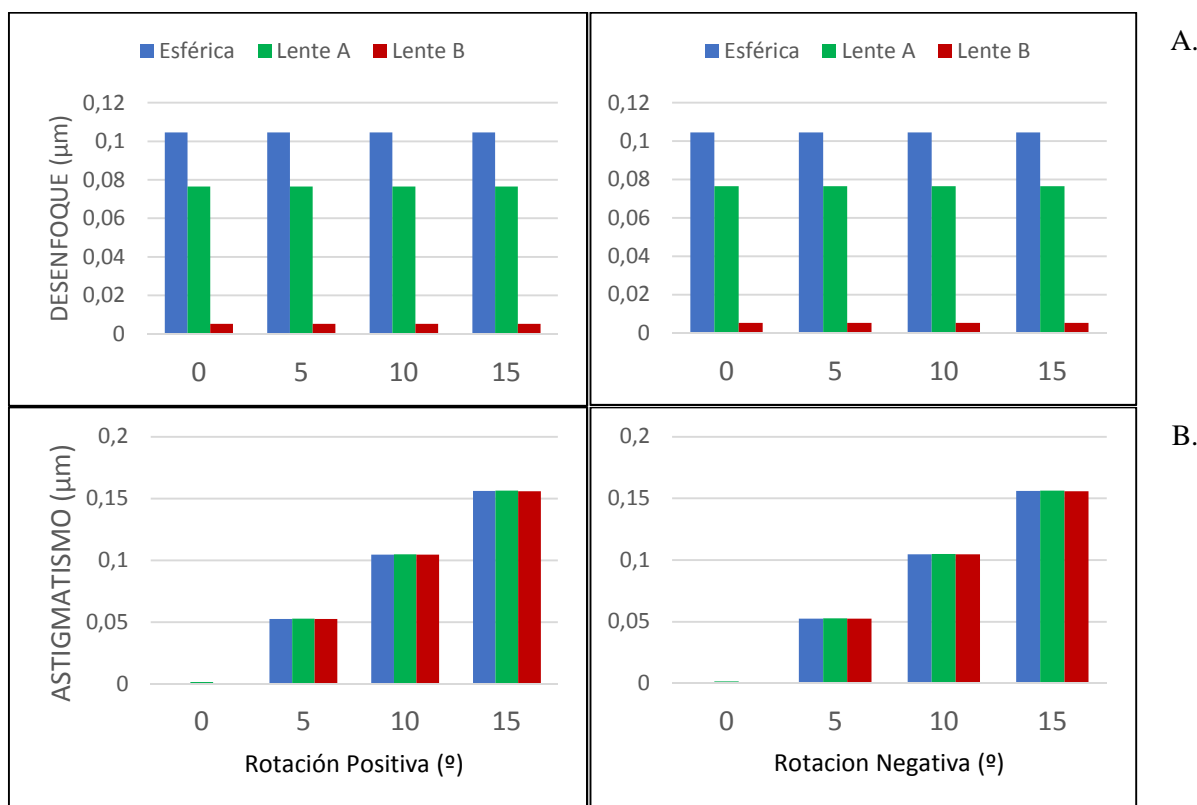 Esférica Lente A Lente B
DESENFOQUE (µm)
0,12
0,1
0,08
0,06
0,04
0,02
0
0 5 10 15
Esférica Lente A Lente B
0,12
0,1
0,08
0,06
0,04
0,02
0
0 5 10 15
A.
ASTIGMATISMO (µm)
0,2
0,15
0,1
0,05
0
0 5 10 15
Rotación Positiva (º)
0,2
0,15
0,1
0,05
0
0 5 10 15
Rotacion Negativa (º)
B.